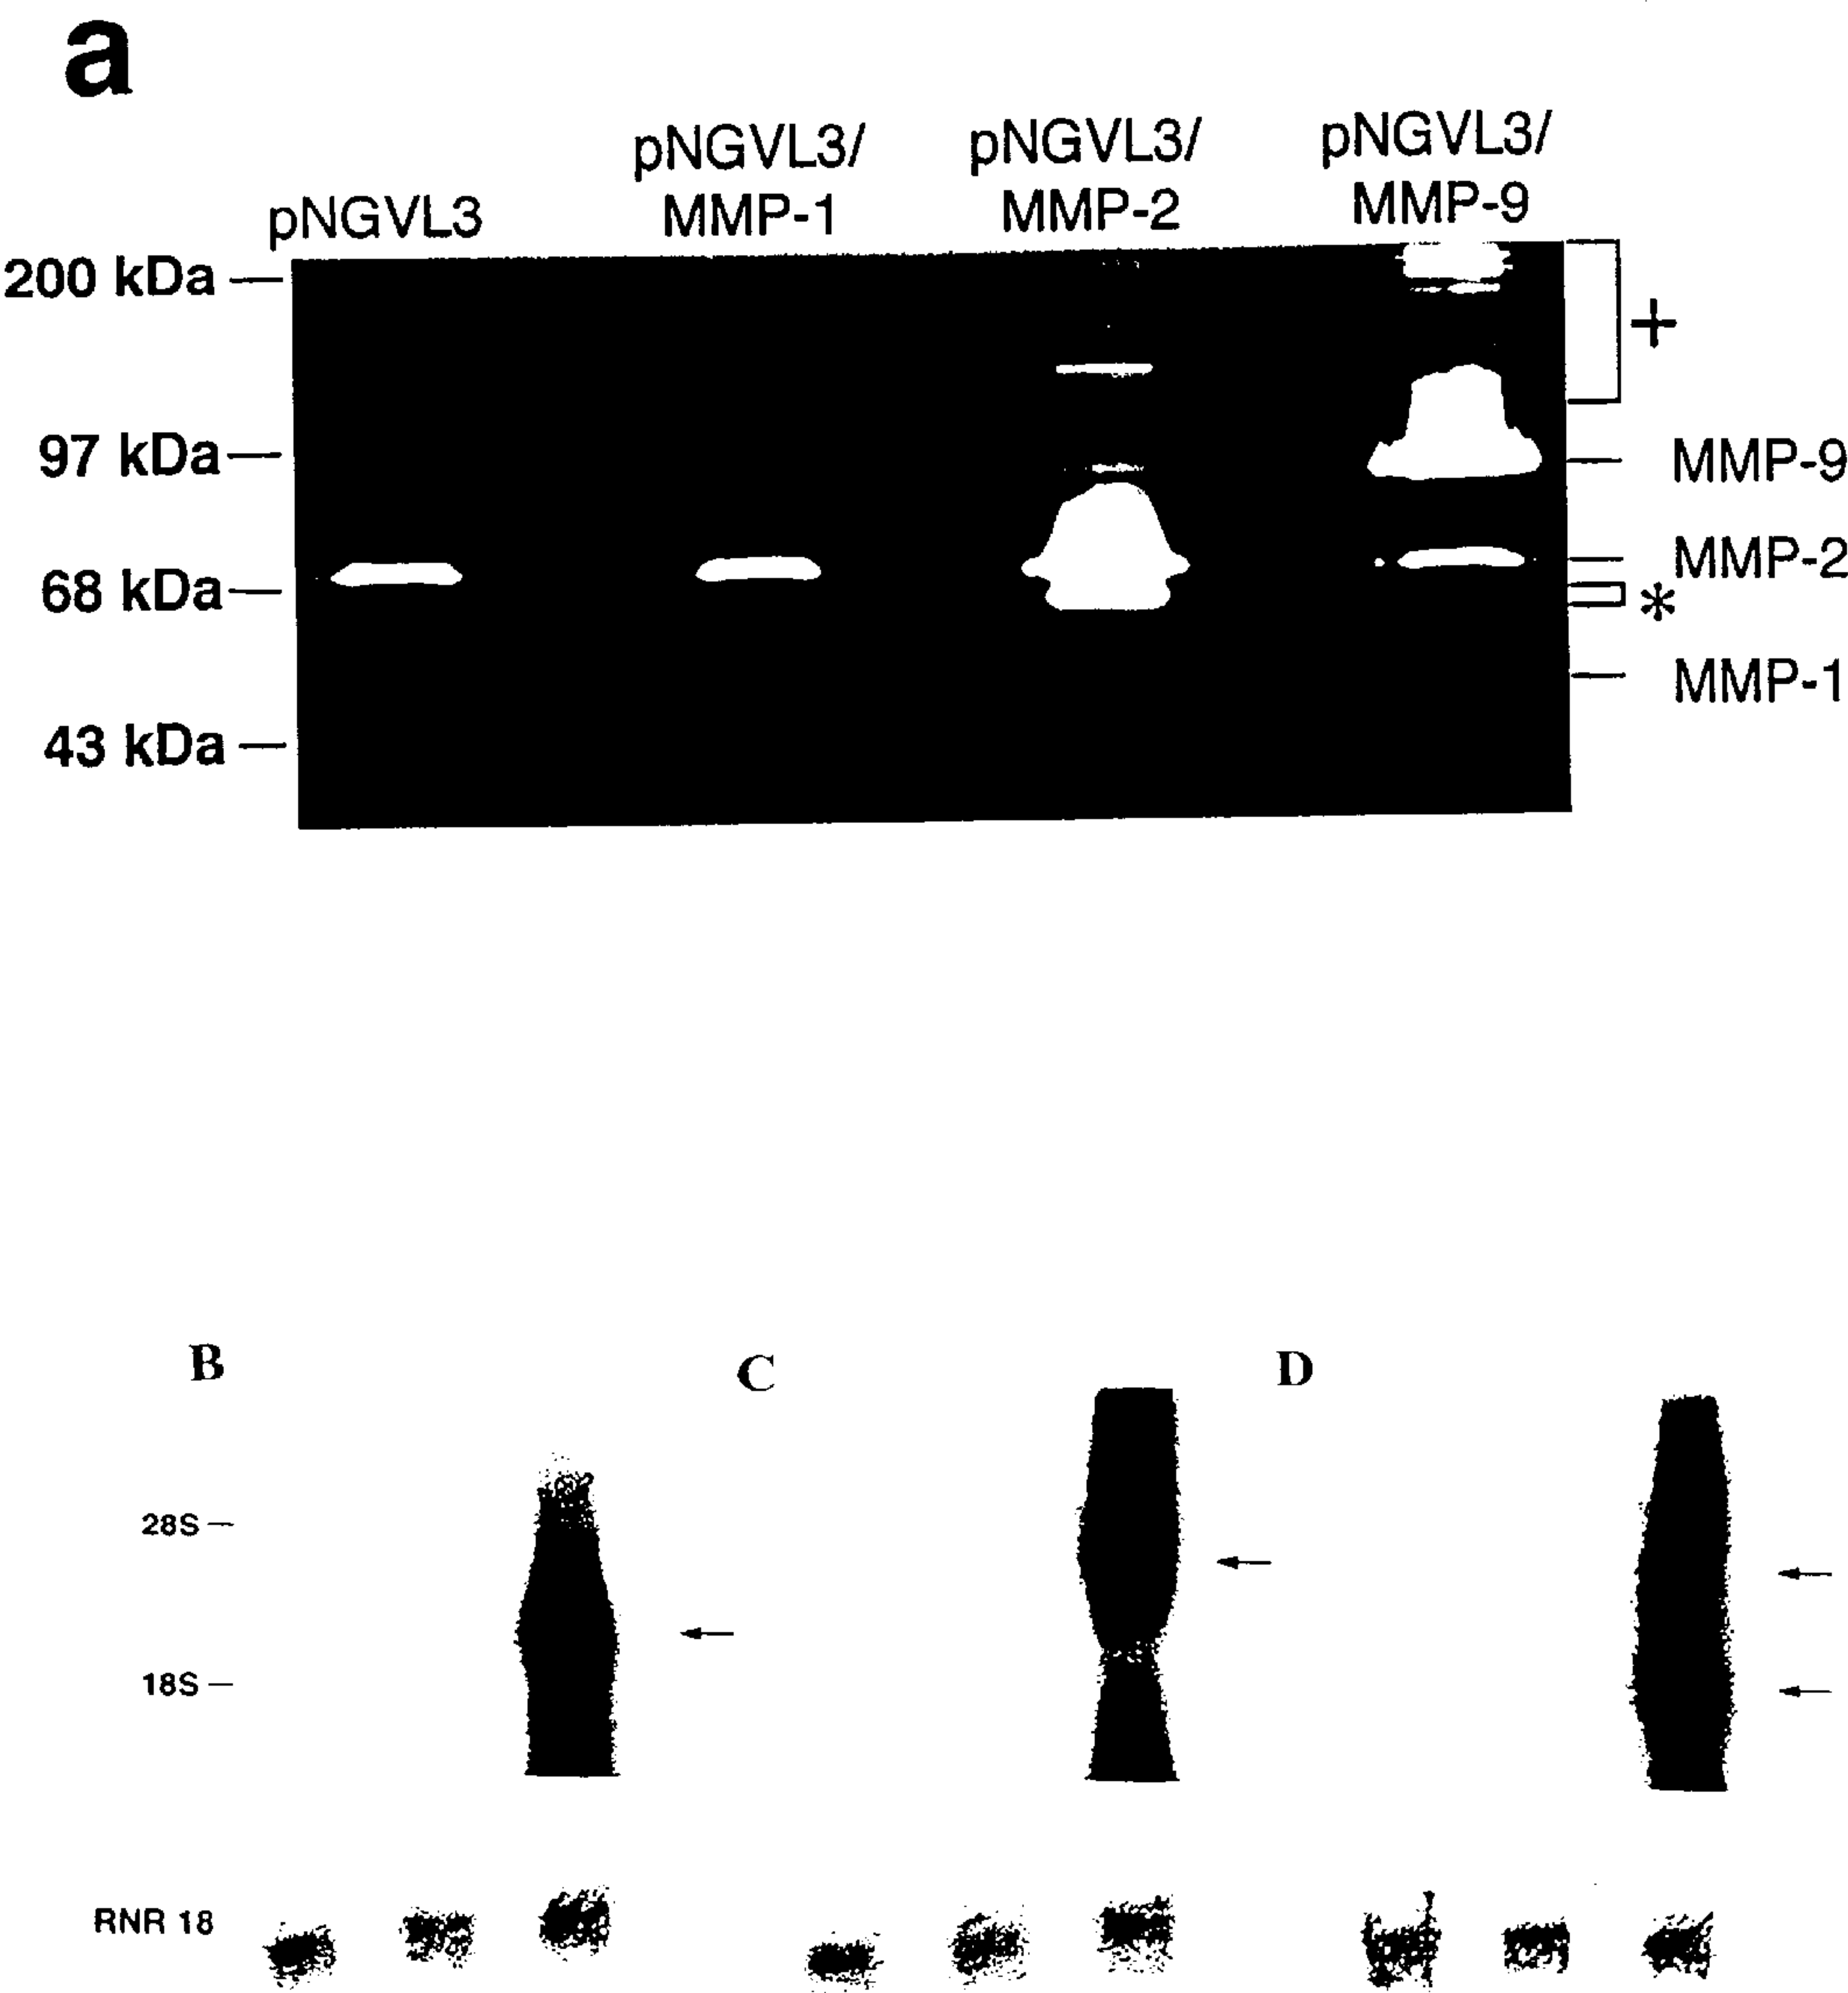 a
pNGVL3
pNGVL3/
MMP-1
pNGVL3/
MMP-2
pNGVL3/
MMP-9
200 kDa
97 kDa
68 kDa
43 kDa
+
MMP-9
MMP-2
*
MMP-1
B
C
D
28S
18S
RNR 18